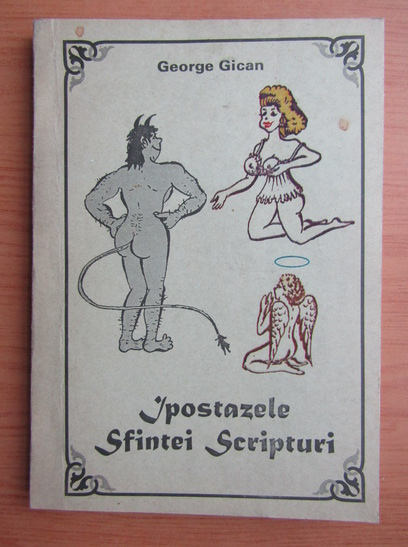 George Gican
Ipostazele
Sfintei Scripturi